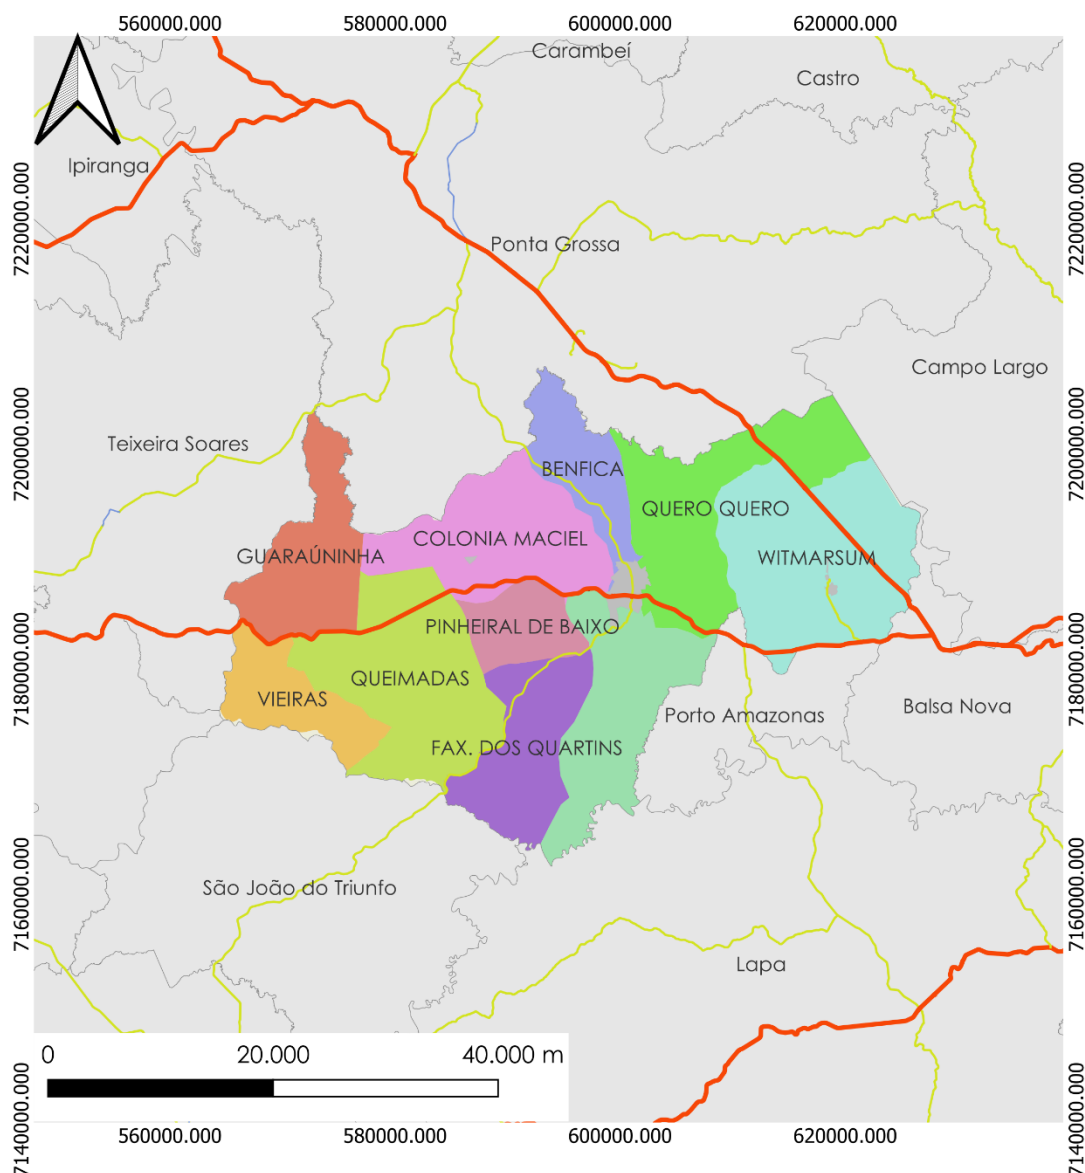 560000.000
580000.000
600000.000
620000.000
Carambeí
Castro
Ipiranga
7220000.000
7220000.000
Ponta Grossa
Campo Largo
Teixeira Soares
7200000.000
7200000.000
BENFICA
QUERO QUERO
COLONIA MACIEL
GUARAÚNINHA
WITMARSUM
PINHEIRAL DE BAIXO
7180000.000
7180000.000
QUEIMADAS
VIEIRAS
Porto Amazonas
Balsa Nova
FAX. DOS QUARTINS
São João do Triunfo
7160000.000
7160000.000
Lapa
0
20.000
40.000 m
7140000.000
7140000.000
560000.000
580000.000
600000.000
620000.000